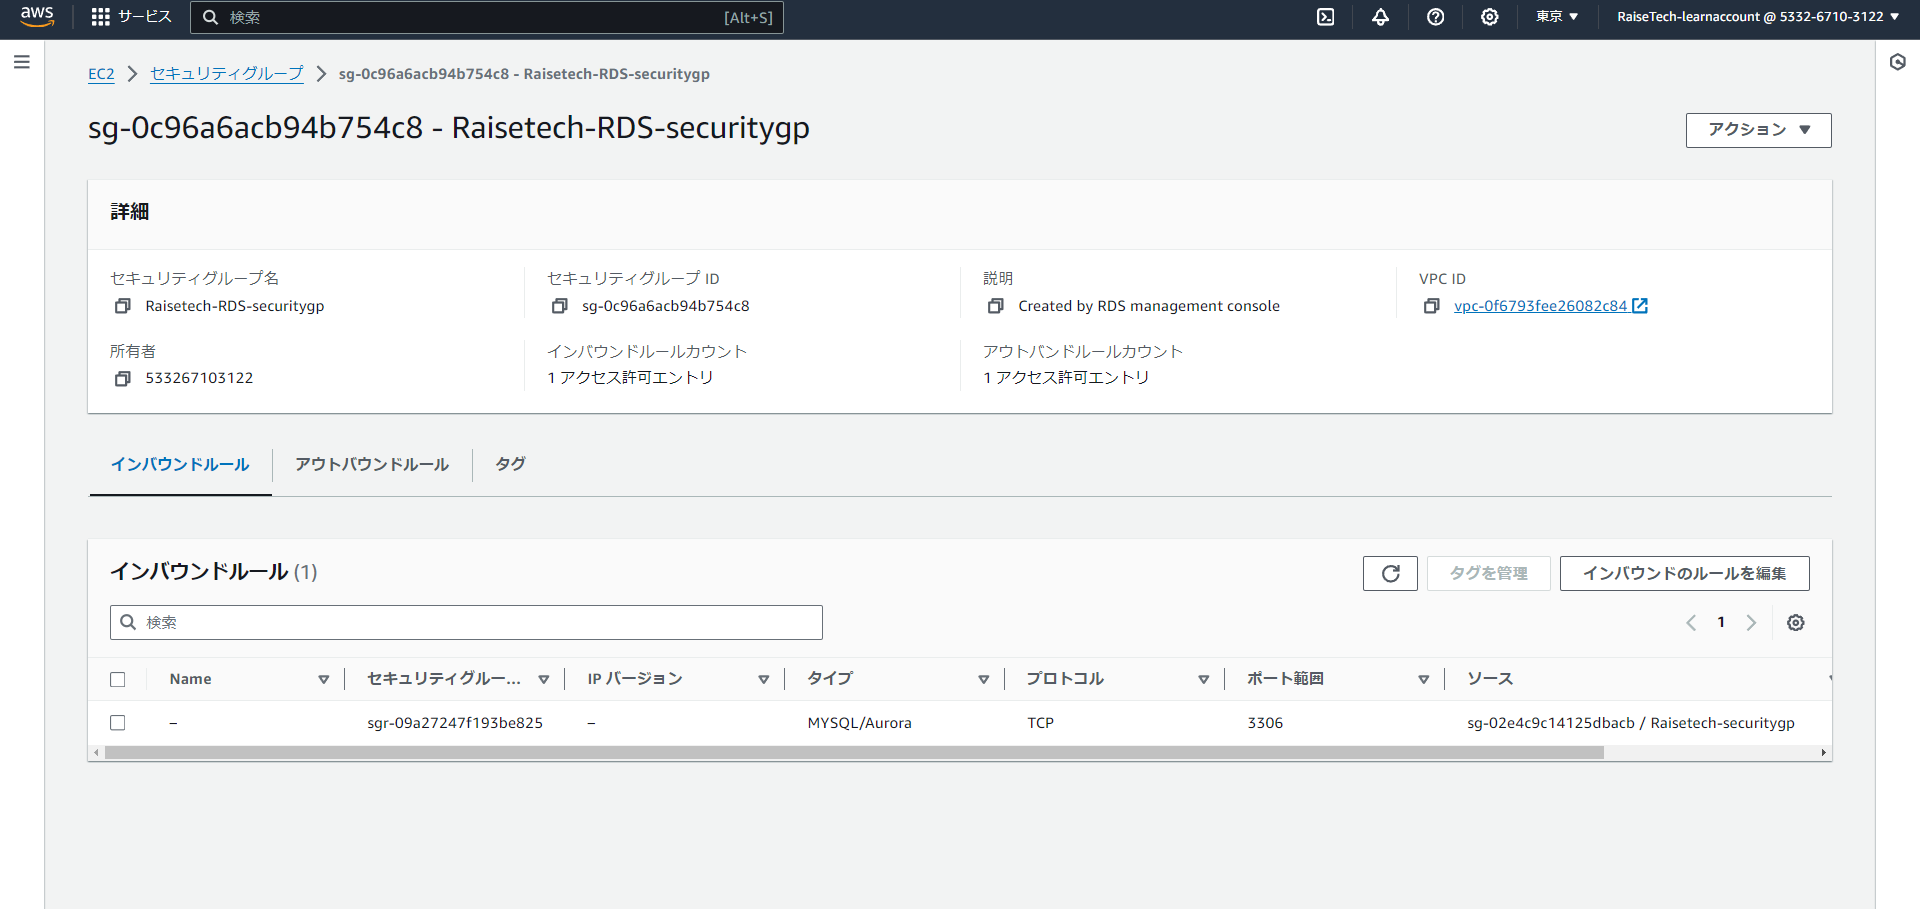 aws
サービス
検索
[Alt+S]
東京
RaiseTech-learnaccount @ 5332-6710-3122
EC2
セキュリティグループ
sg-0c96a6acb94b754c8 - Raisetech-RDS-securitygp
sg-0c96a6acb94b754c8 - Raisetech-RDS-securitygp
アクション
詳細
セキュリティグループ名
Raisetech-RDS-securitygp
セキュリティグループ ID
sg-0c96a6acb94b754c8
説明
Created by RDS management console
VPC ID
vpc-0f6793fee26082c84
所有者
533267103122
インバウンドルールカウント
1 アクセス許可エントリ
アウトバンドルールカウント
1 アクセス許可エントリ
インバウンドルール
アウトバウンドルール
タグ
インバウンドルール (1)
タグを管理
インバウンドのルールを編集
検索
1
Name
セキュリティグルー...
IP バージョン
タイプ
プロトコル
ポート範囲
ソース
–
sgr-09a27247f193be825
–
MYSQL/Aurora
TCP
3306
sg-02e4c9c14125dbacb / Raisetech-securitygp